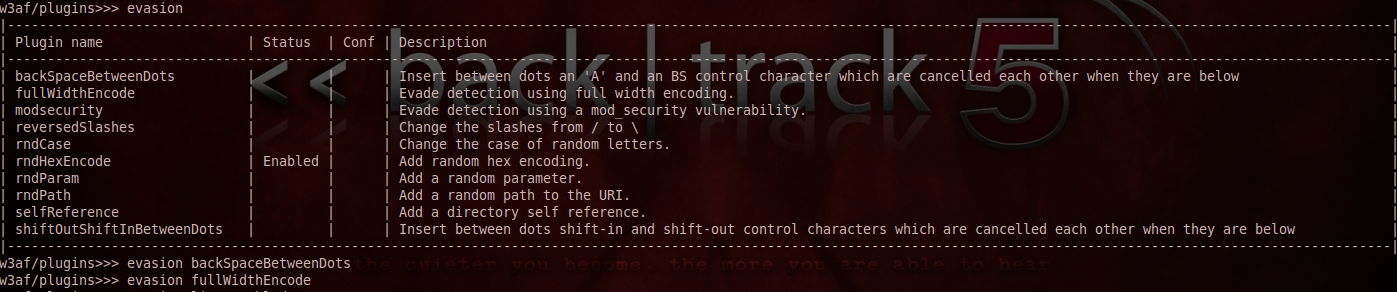 w3af/plugins>>> evasion
|---|
| Plugin name | Status | Conf | Description
|---|
| backSpaceBetweenDots | | | Insert between dots an 'A' and an BS control character which are cancelled each other when they are below
| fullWidthEncode | | | Evade detection using full width encoding.
| modsecurity | | | Evade detection using a mod_security vulnerability.
| reversedSlashes | | | Change the slashes from / to \
| rndCase | | | Change the case of random letters.
| rndHexEncode | Enabled | | Add random hex encoding.
| rndParam | | | Add a random parameter.
| rndPath | | | Add a random path to the URI.
| selfReference | | | Add a directory self reference.
| shiftOutShiftInBetweenDots | | | Insert between dots shift-in and shift-out control characters which are cancelled each other when they are below
|---|
w3af/plugins>>> evasion backSpaceBetweenDots
w3af/plugins>>> evasion fullWidthEncode
<< back | track 5
the quieter you become, the more you are able to hear